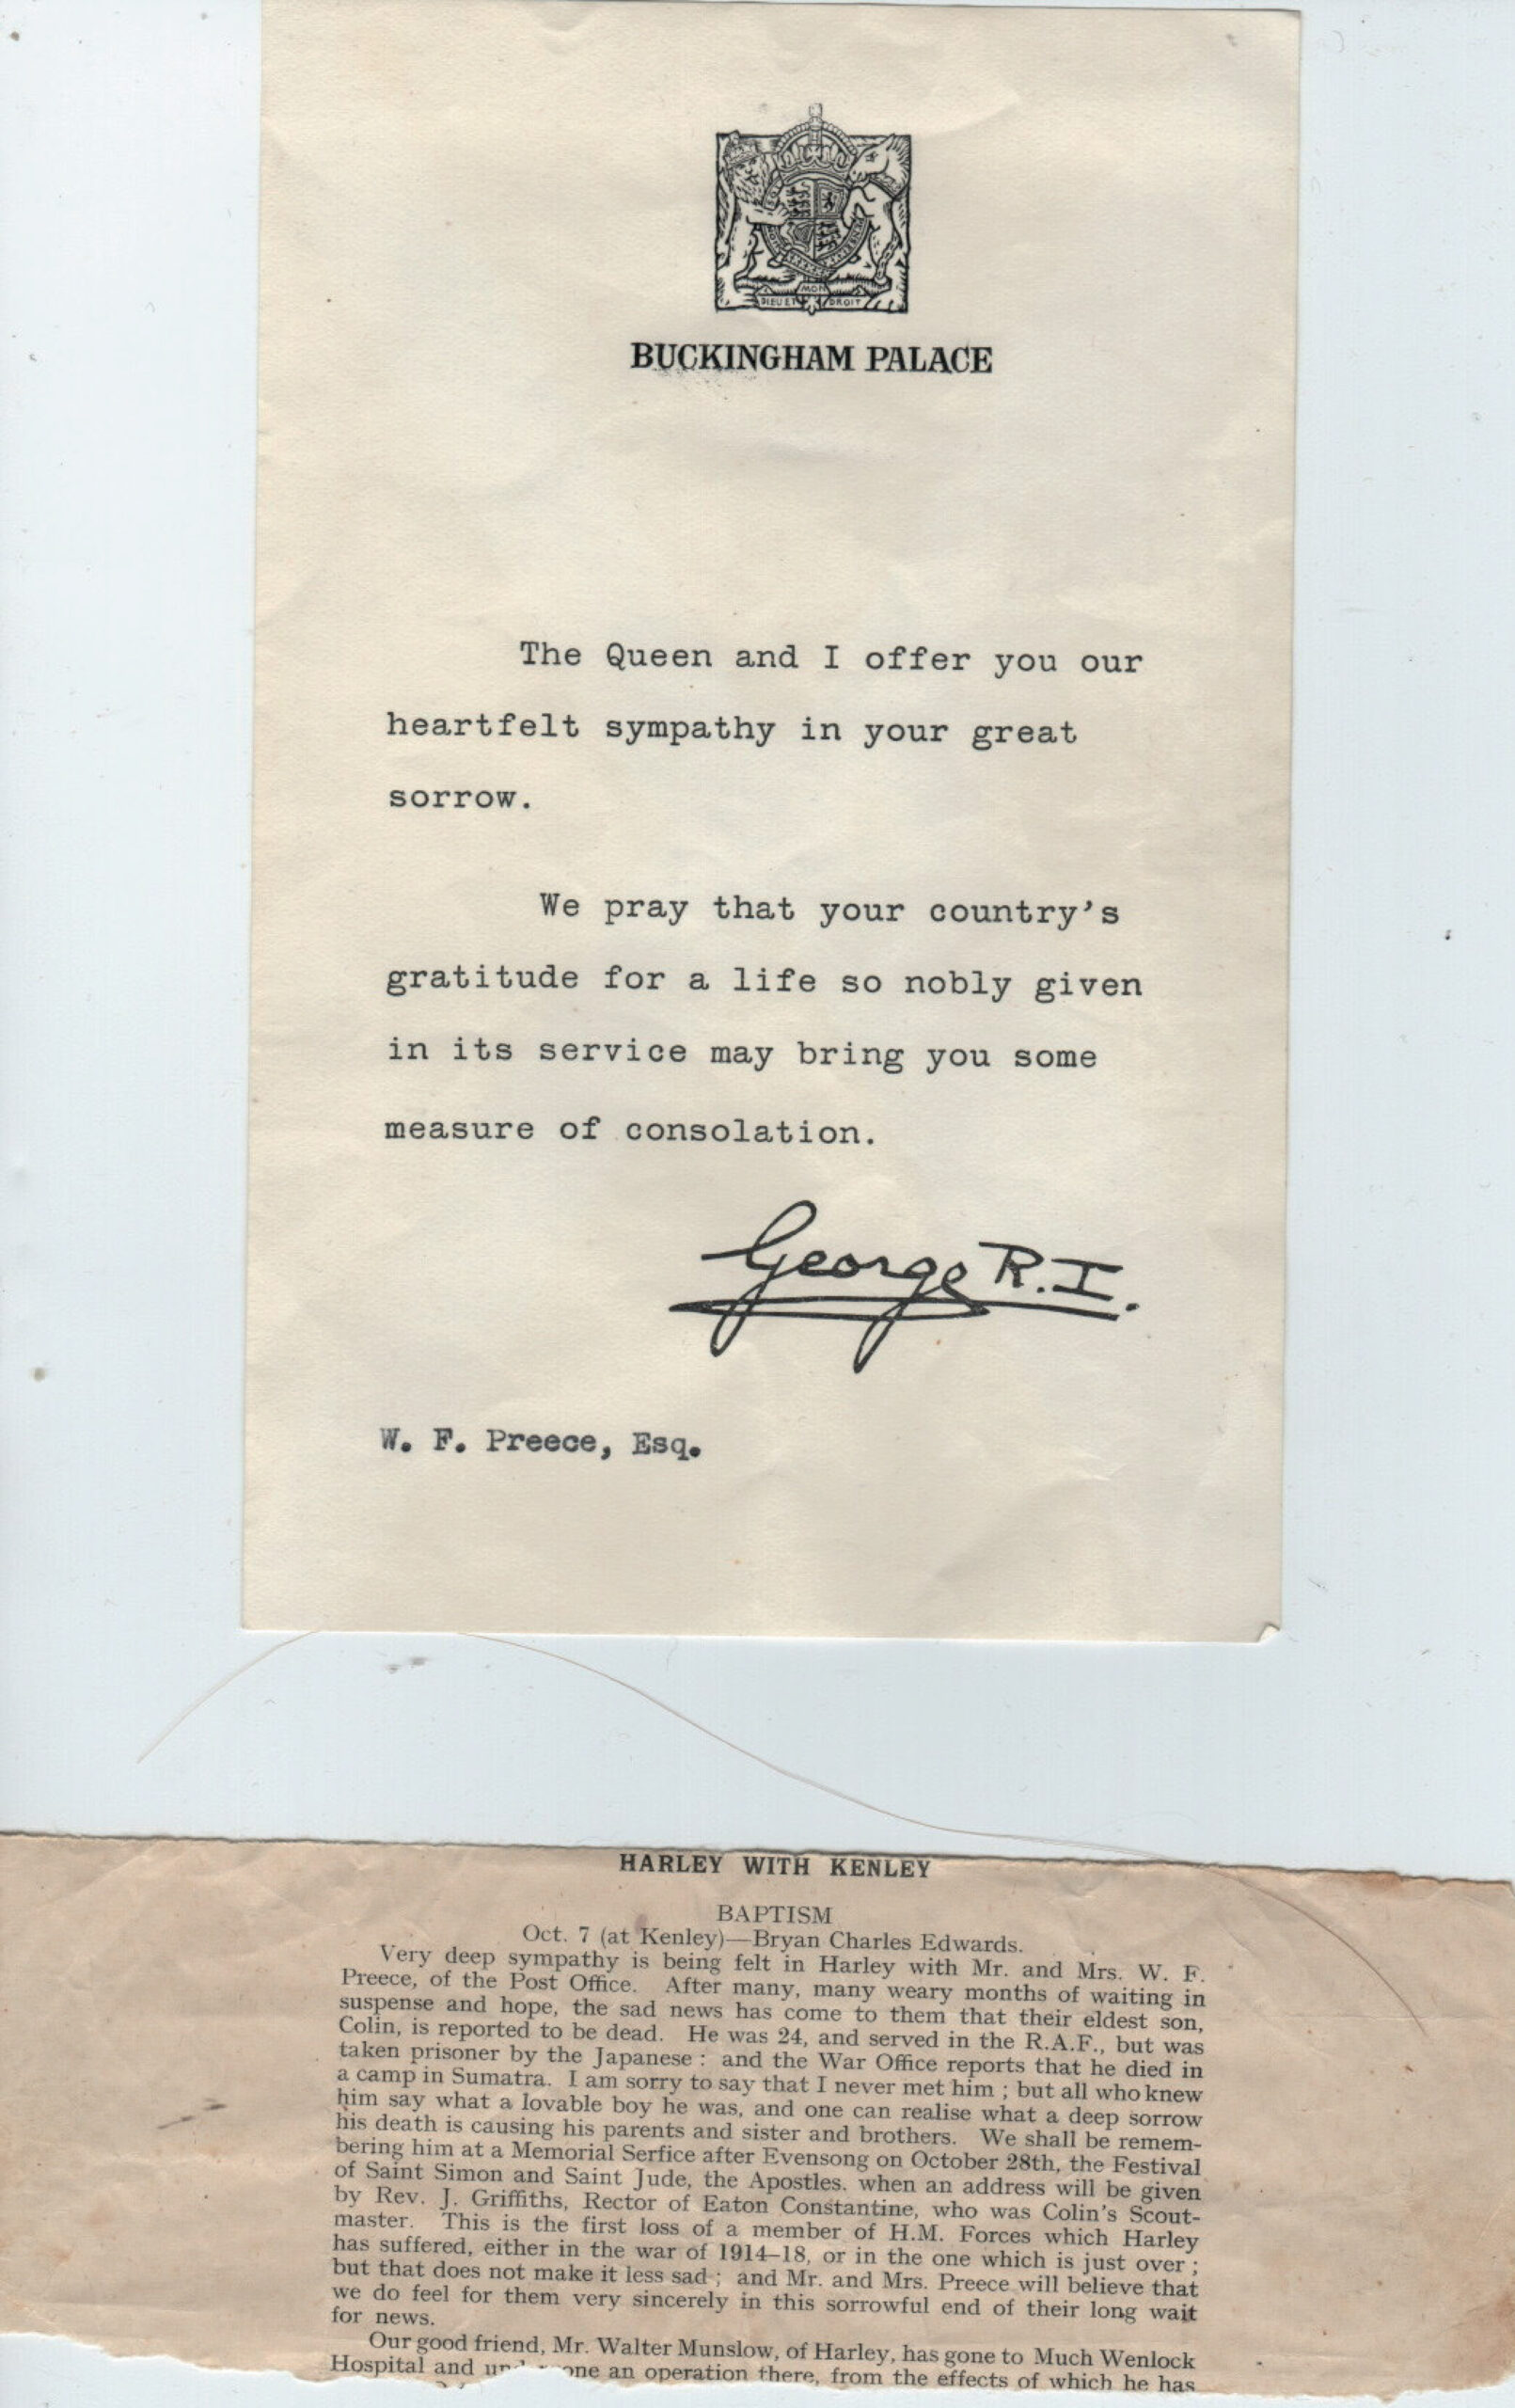 MON
DIEU ET DROIT
BUCKINGHAM PALACE
The Queen and I offer you our
heartfelt sympathy in your great
sorrow.
We pray that your country's
gratitude for a life so nobly given
in its service may bring you some
measure of consolation.
George R.I.
W. F. Preece, Esq.
HARLEY WITH KENLEY
BAPTISM
Oct. 7 (at Kenley)—Bryan Charles Edwards.
Very deep sympathy is being felt in Harley with Mr. and Mrs. W. F.
Preece, of the Post Office. After many, many weary months of waiting in
suspense and hope, the sad news has come to them that their eldest son,
Colin, is reported to be dead. He was 24, and served in the R.A.F., but was
taken prisoner by the Japanese : and the War Office reports that he died in
a camp in Sumatra. I am sorry to say that I never met him ; but all who knew
him say what a lovable boy he was, and one can realise what a deep sorrow
his death is causing his parents and sister and brothers. We shall be remem-
bering him at a Memorial Serfice after Evensong on October 28th, the Festival
of Saint Simon and Saint Jude, the Apostles. when an address will be given
by Rev. J. Griffiths, Rector of Eaton Constantine, who was Colin's Scout-
master. This is the first loss of a member of H.M. Forces which Harley
has suffered, either in the war of 1914–18, or in the one which is just over ;
but that does not make it less sad ; and Mr. and Mrs. Preece will believe that
we do feel for them very sincerely in this sorrowful end of their long wait
for news.
Our good friend, Mr. Walter Munslow, of Harley, has gone to Much Wenlock
Hospital and an operation there, from the effects of which he has